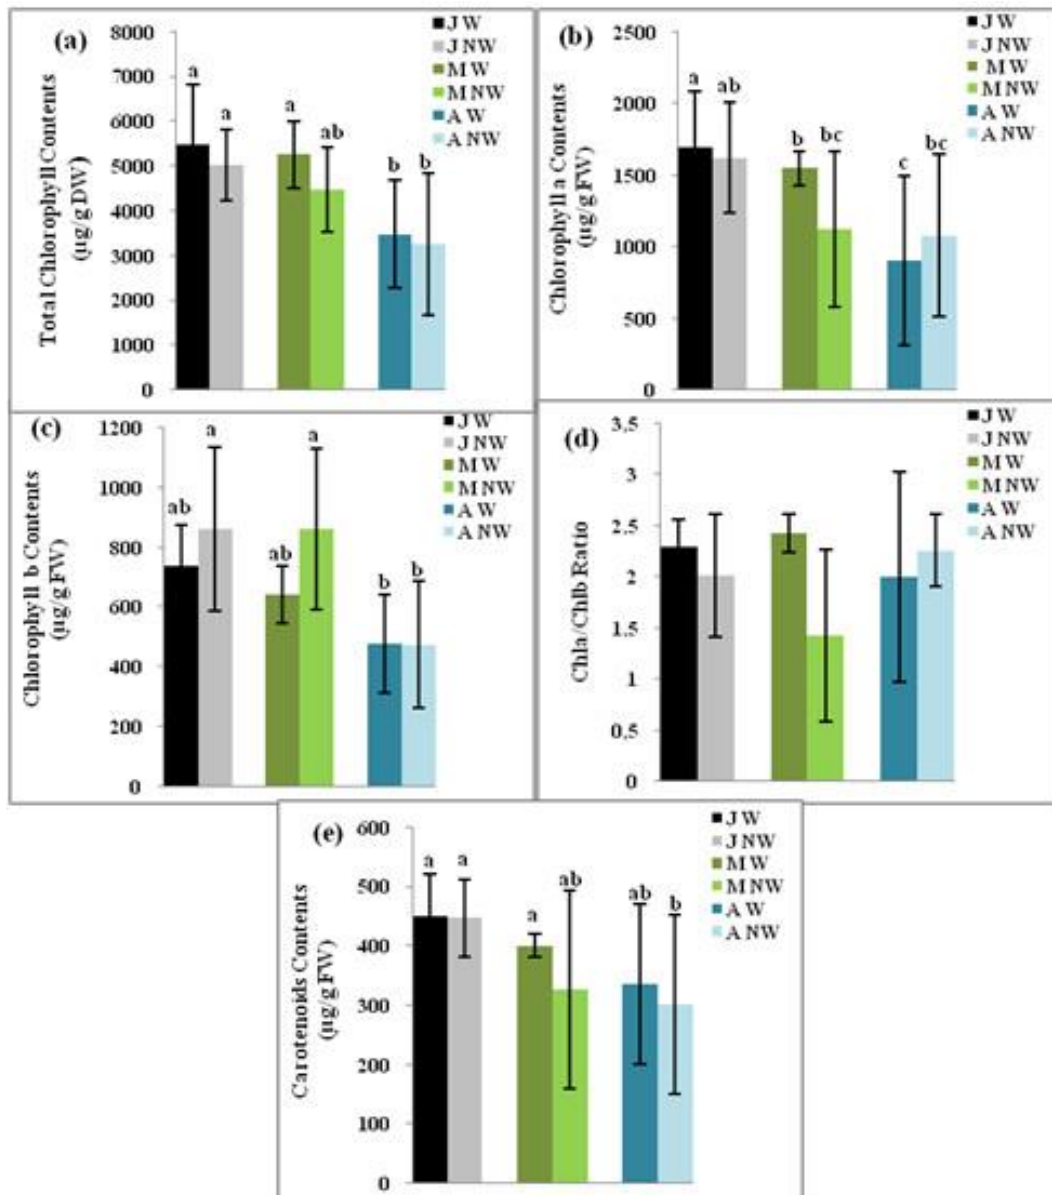 (a)
Total Chlorophyll Contents
(µg/g DW)
8000
7000
6000
5000
4000
3000
2000
1000
0
a
a
a
ab
b
b
J W
J NW
M W
M NW
A W
A NW
(b)
Chlorophyll a Contents
(µg/g FW)
2500
2000
1500
1000
500
0
a
ab
b
bc
c
bc
J W
J NW
M W
M NW
A W
A NW
(c)
Chlorophyll b Contents
(µg/g FW)
1200
1000
800
600
400
200
0
ab
a
ab
a
b
b
J W
J NW
M W
M NW
A W
A NW
(d)
Chla/Chlb Ratio
3,5
3
2,5
2
1,5
1
0,5
0
J W
J NW
M W
M NW
A W
A NW
(e)
Carotenoids Contents
(µg/g FW)
600
500
400
300
200
100
0
a
a
a
ab
ab
b
J W
J NW
M W
M NW
A W
A NW